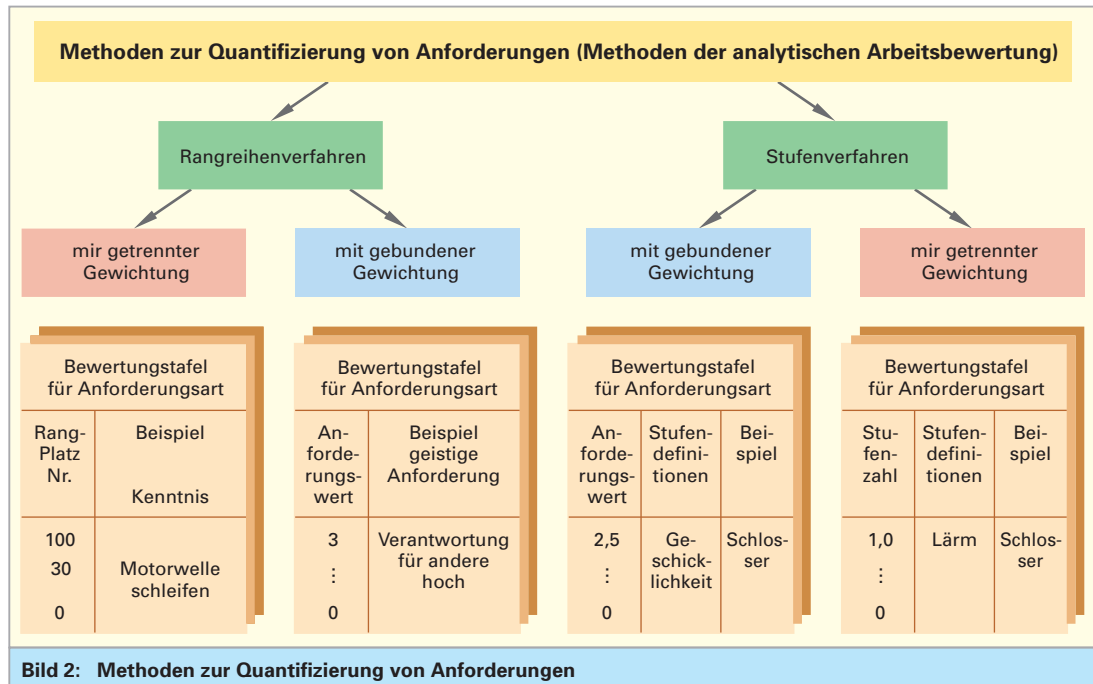 Methoden zur Quantifizierung von Anforderungen (Methoden der analytischen Arbeitsbewertung)
Rangreihenverfahren
Stufenverfahren
mir getrennter
Gewichtung
mit gebundener
Gewichtung
mit gebundener
Gewichtung
mir getrennter
Gewichtung
Bewertungstafel
für Anforderungsart
Rang-
Platz
Nr.
Beispiel
Kenntnis
100
30
0
Motorwelle
schleifen
Bewertungstafel
für Anforderungsart
An-
forde-
rungs-
wert
Beispiel
geistige
Anforderung
3
⋮
0
Verantwortung
für andere
hoch
Bewertungstafel
für Anforderungsart
An-
forde-
rungs-
wert
Stufen-
defini-
tionen
Bei-
spiel
2,5
⋮
0
Ge-
schick-
lichkeit
Schlos-
ser
Bewertungstafel
für Anforderungsart
Stu-
fen-
zahl
Stufen-
defini-
tionen
Bei-
spiel
1,0
⋮
0
Lärm
Schlos-
ser
Bild 2: Methoden zur Quantifizierung von Anforderungen